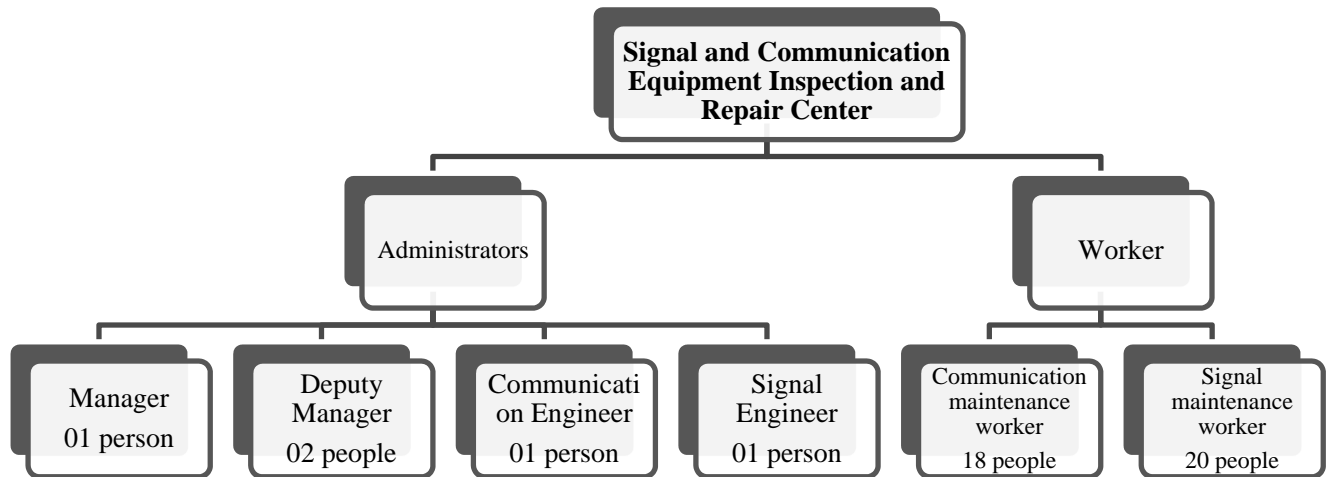 Signal and Communication
Equipment Inspection and
Repair Center
Administrators
Worker
Manager
01 person
Deputy
Manager
02 people
Communicati
on Engineer
01 person
Signal
Engineer
01 person
Communication
maintenance
worker
18 people
Signal
maintenance
worker
20 people